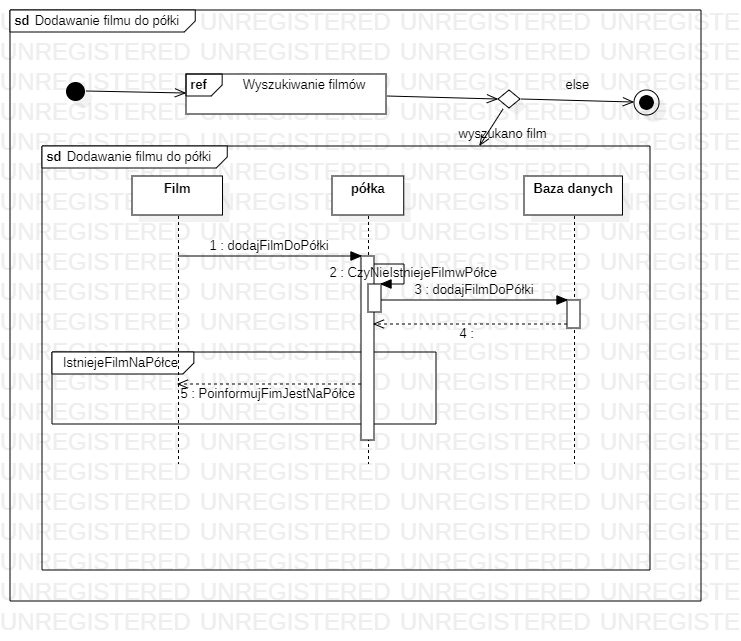 sd Dodawanie filmu do półki
ref Wyszukiwanie filmów
else
wyszukano film
sd Dodawanie filmu do półki
Film
półka
Baza danych
1 : dodajFilmDoPółki
2 : CzyNieIstniejeFilmwPółce
3 : dodajFilmDoPółki
4 :
IstniejeFilmNaPółce
5 : PoinformujFimJestNaPółce
UNREGISTERED UNREGISTERED UNREGISTERED UNREGISTERED